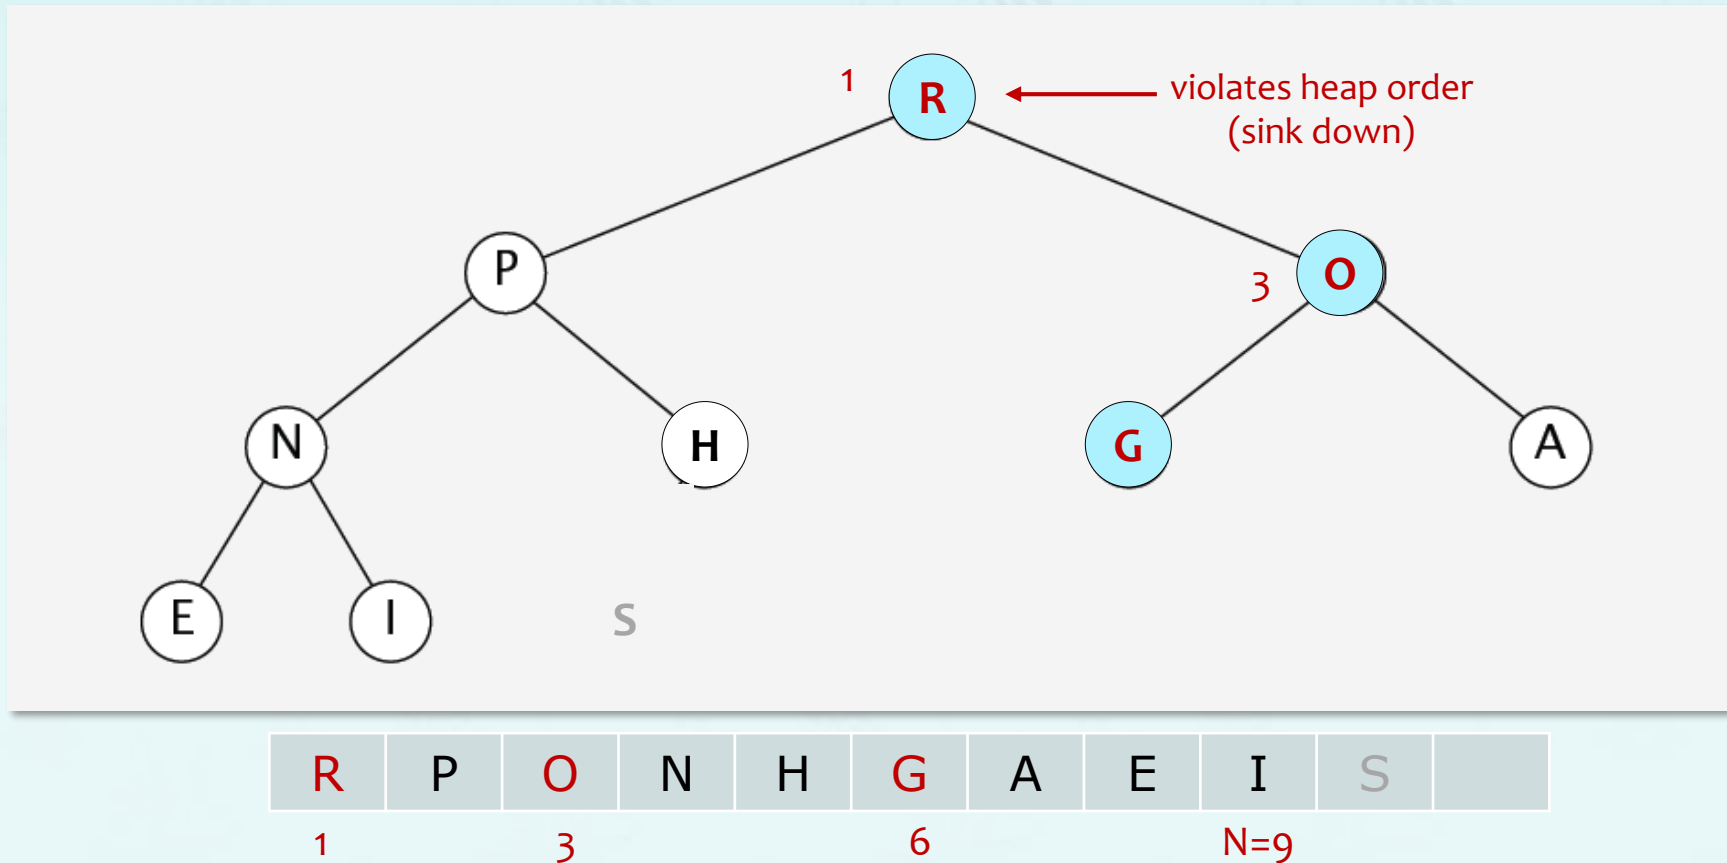 1 R violates heap order
(sink down)
P 3 O
N H G A
E I S
R P O N H G A E I S
1 3 6 N=9